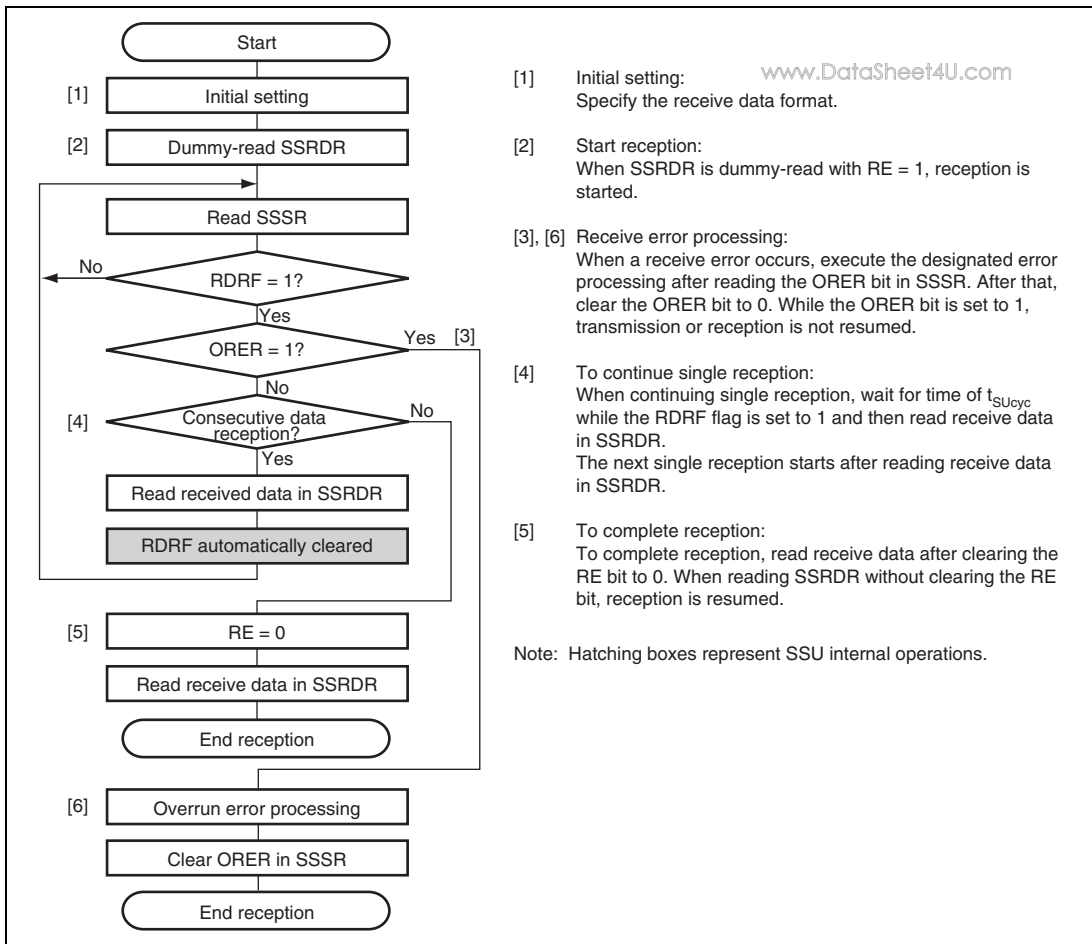 Start
[1] Initial setting
[2] Dummy-read SSRDR
Read SSSR
No
RDRF = 1?
Yes
ORER = 1?
Yes [3]
No
[4] Consecutive data
reception?
No
Yes
Read received data in SSRDR
RDRF automatically cleared
[5] RE = 0
Read receive data in SSRDR
End reception
[6] Overrun error processing
Clear ORER in SSSR
End reception
www.DataSheet4U.com
[1] Initial setting:
Specify the receive data format.
[2] Start reception:
When SSRDR is dummy-read with RE = 1, reception is
started.
[3], [6] Receive error processing:
When a receive error occurs, execute the designated error
processing after reading the ORER bit in SSSR. After that,
clear the ORER bit to 0. While the ORER bit is set to 1,
transmission or reception is not resumed.
[4] To continue single reception:
When continuing single reception, wait for time of tSUcyc
while the RDRF flag is set to 1 and then read receive data
in SSRDR.
The next single reception starts after reading receive data
in SSRDR.
[5] To complete reception:
To complete reception, read receive data after clearing the
RE bit to 0. When reading SSRDR without clearing the RE
bit, reception is resumed.
Note: Hatching boxes represent SSU internal operations.